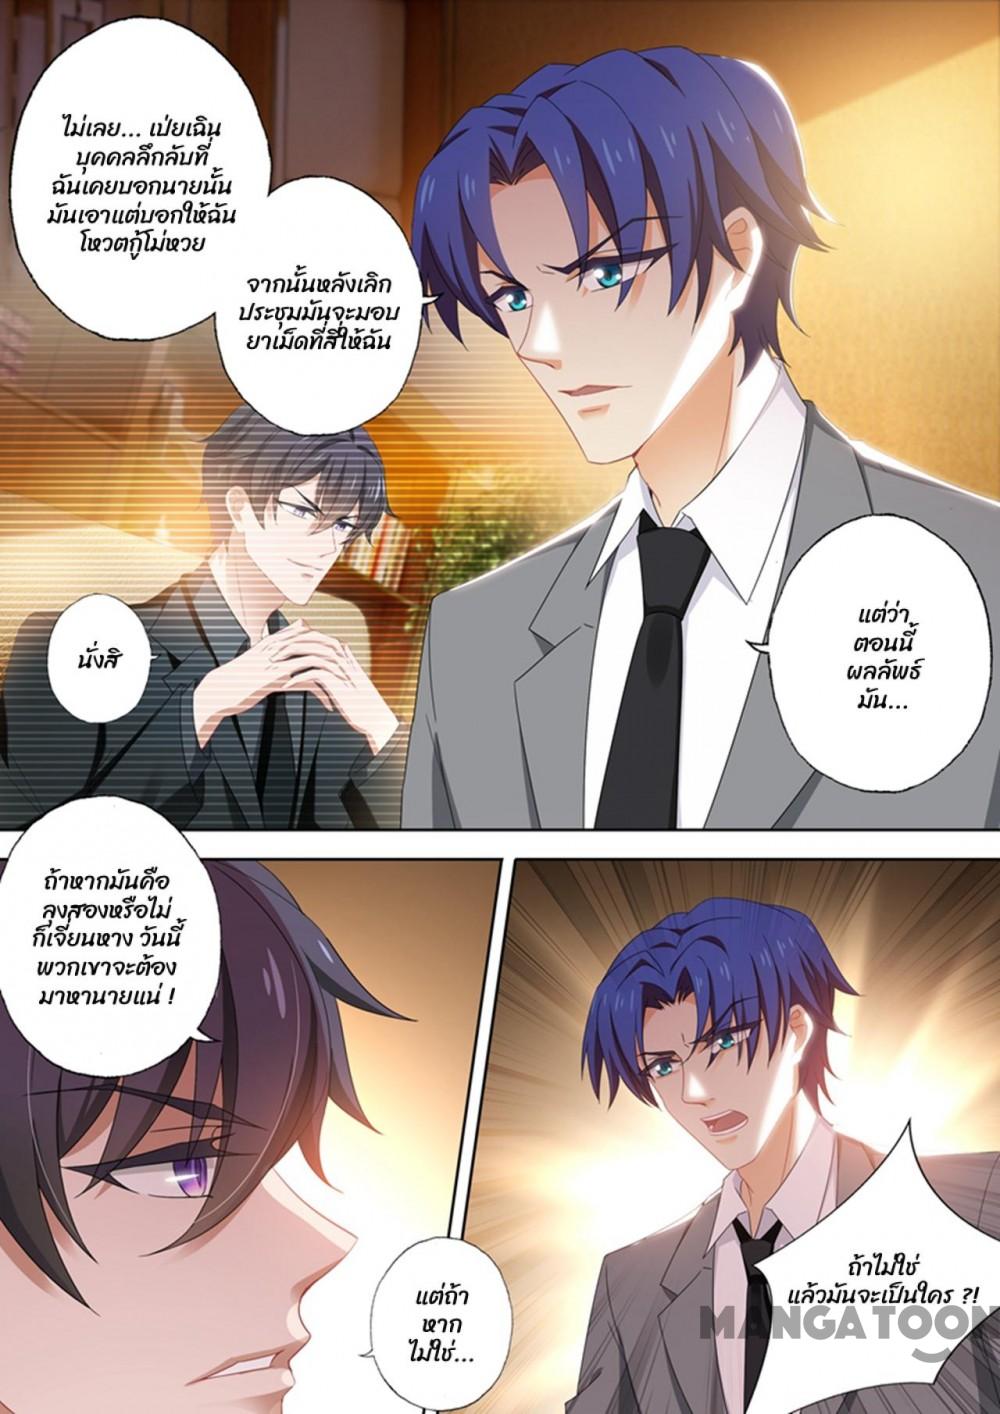 ไม่เลย... เป่ยเฉิน
บุคคลลึกลับที่
ฉันเคยบอกนายนั้น
มันเอาแต่บอกให้ฉัน
โหวตกู้โม่หวย
จากนั้นหลังเลิก
ประชุมมันจะมอบ
ยาเม็ดที่สี่ให้ฉัน
นั่งสิ
แต่ว่า
ตอนนี้
ผลลัพธ์
มัน...
ถ้าหากมันคือ
ลุงสองหรือไม่
ก็เจี่ยนหาง วันนี้
พวกเขาจะต้อง
มาหานายแน่ !
แต่ถ้า
หาก
ไม่ใช่...
ถ้าไม่ใช่
แล้วมันจะเป็นใคร ?!
MANGATOON